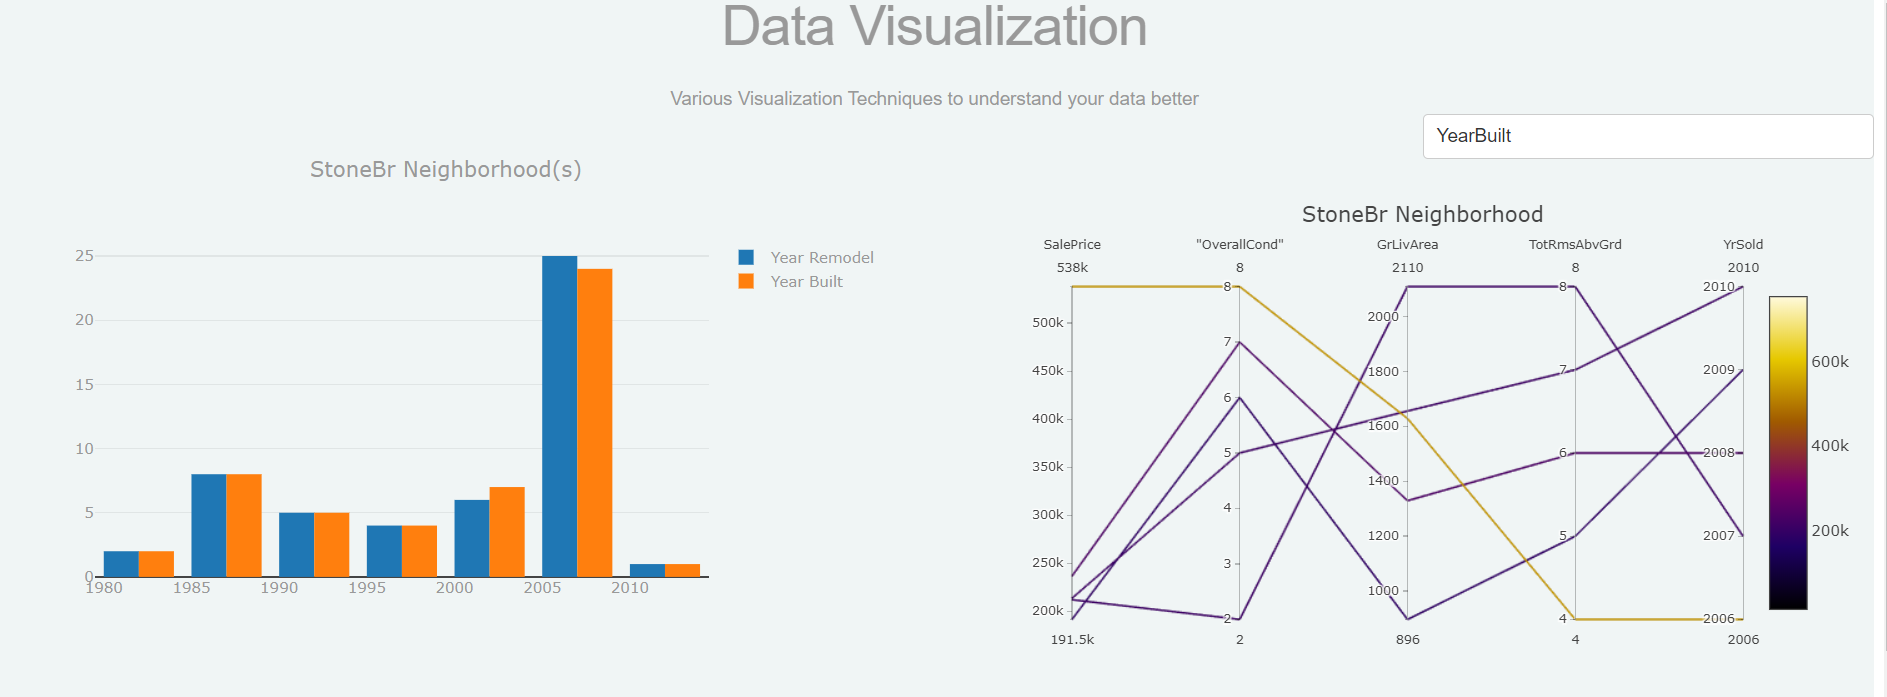 Data Visualization
Various Visualization Techniques to understand your data better
YearBuilt
StoneBr Neighborhood(s)
25
20
15
10
5
0
1980 1985 1990 1995 2000 2005 2010
Year Remodel
Year Built
StoneBr Neighborhood
SalePrice "OverallCond" GrLivArea TotRmsAbvGrd YrSold
538k 8 2110 8 2010
500k
450k
400k
350k
300k
250k
200k
8
7
6
5
4
3
2
2000
1800
1600
1400
1200
1000
8
7
6
5
4
2010
2009
2008
2007
2006
191.5k 2 896 4 2006
600k
400k
200k